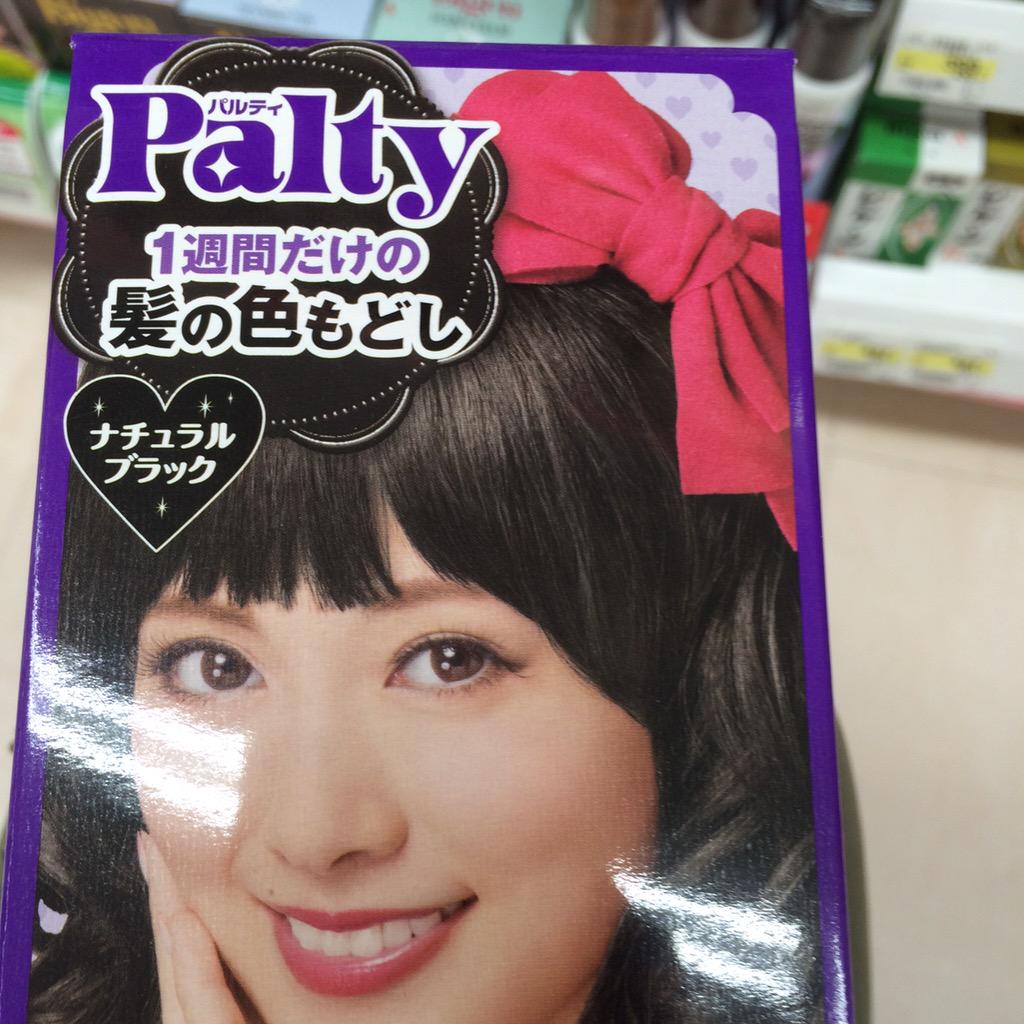 パルティ
Palty
1週間だけの
髪の色もどし
ナチュラル
ブラック